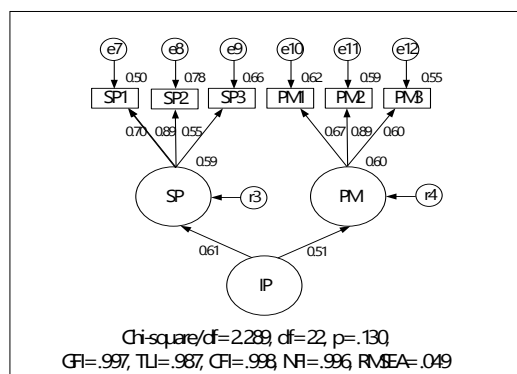 e7 e8 e9 e10 e11 e12
0.50 0.78 0.66 0.62 0.59 0.55
SP1 SP2 SP3 PM1 PM2 PM3
0.70 0.89 0.55 0.67 0.89 0.60
0.59 0.60
SP r3 PM r4
0.61 0.51
IP
Chi-square/df=2.289, df=22, p=.130,
GFI=.997, TLI=.987, CFI=.998, NFI=.996, RMSEA=.049